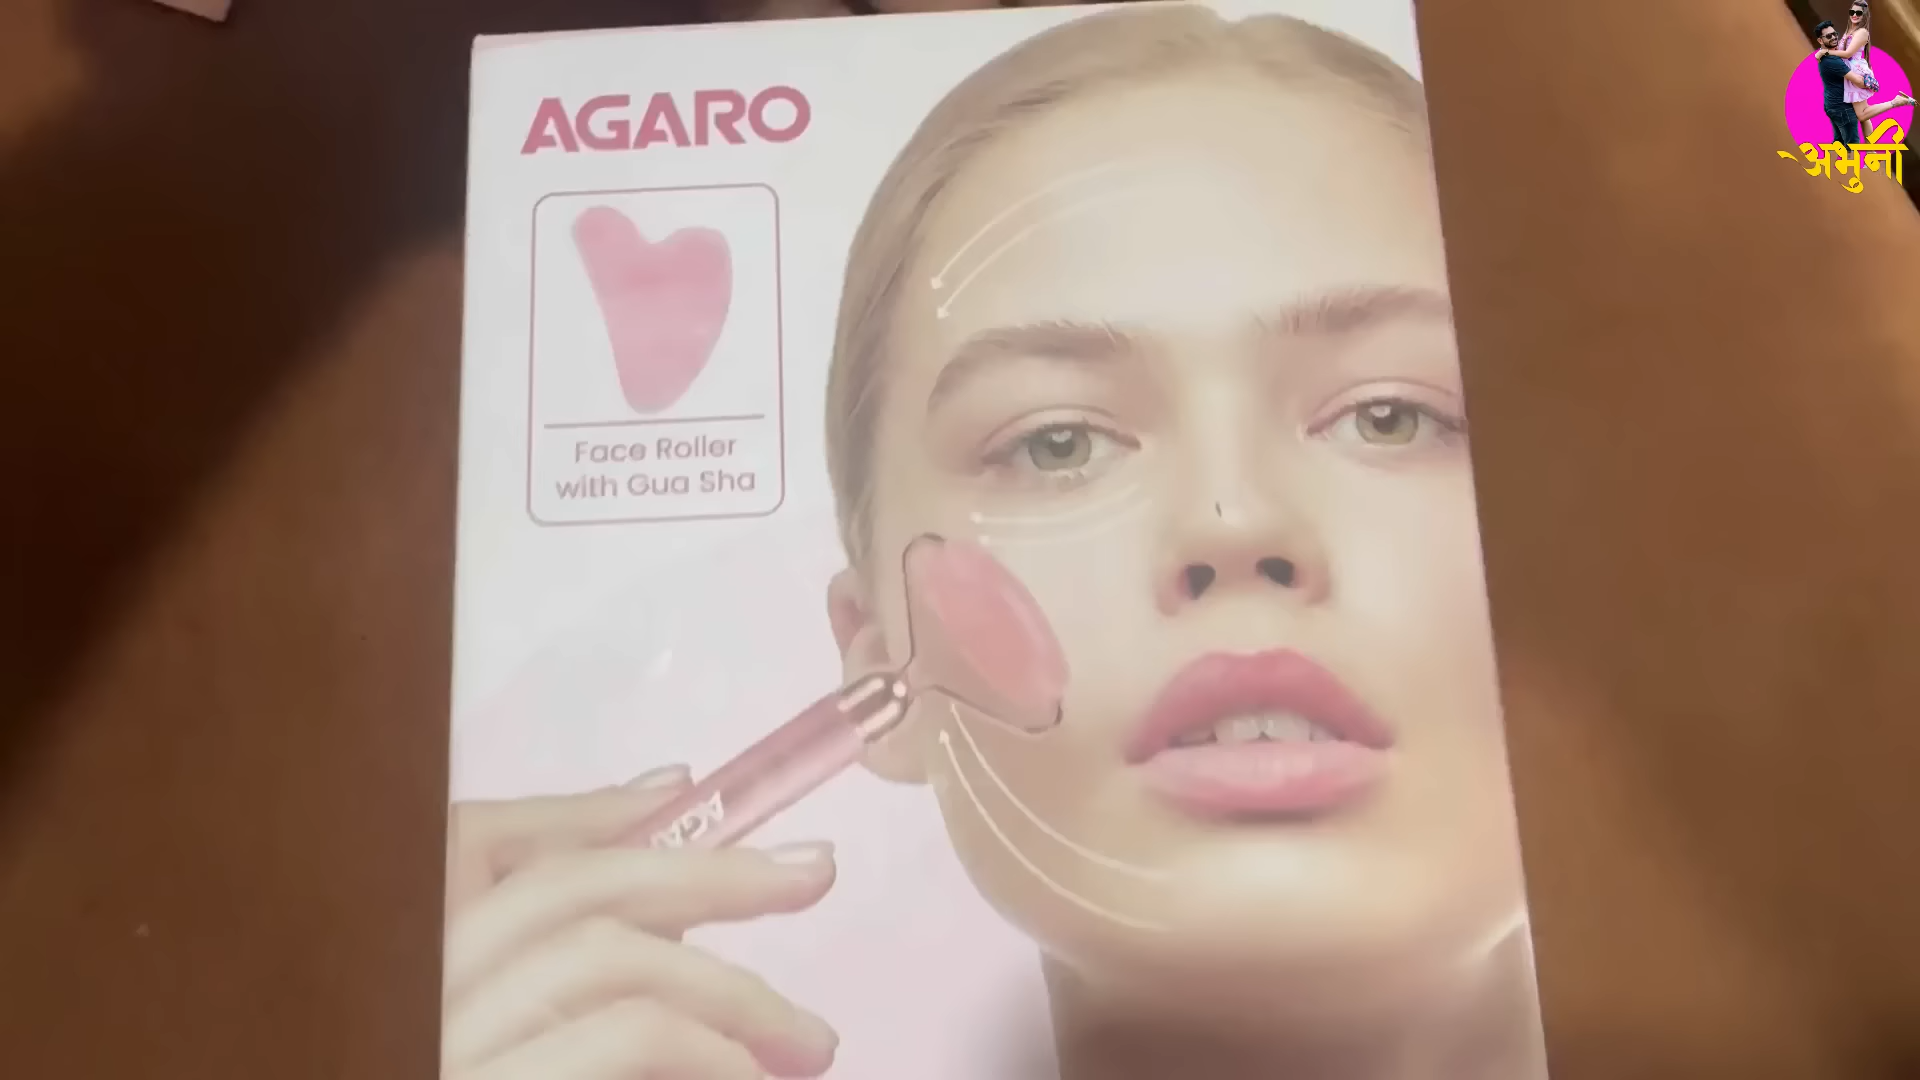 AGARO
Face Roller
with Gua Sha
अभुनी